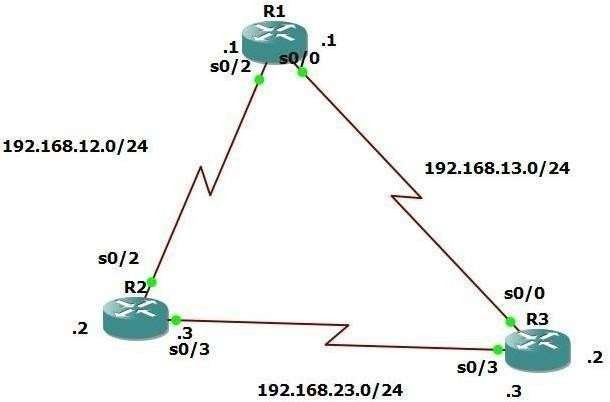 R1
.1
.1
s0/2
s0/0
192.168.12.0/24
192.168.13.0/24
s0/2
R2
s0/0
R3
.2
.3
s0/3
s0/3
.2
.3
192.168.23.0/24